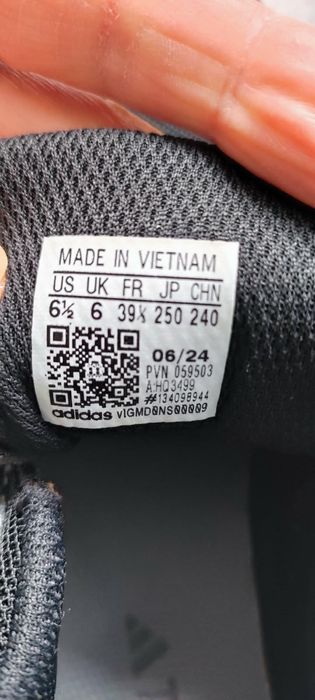 MADE IN VIETNAM
US UK FR JP CHN
6½ 6 39⅓ 250 240
06/24
PVN 059503
A:HQ3499
#134098944
adidas v1GMD0NS00009